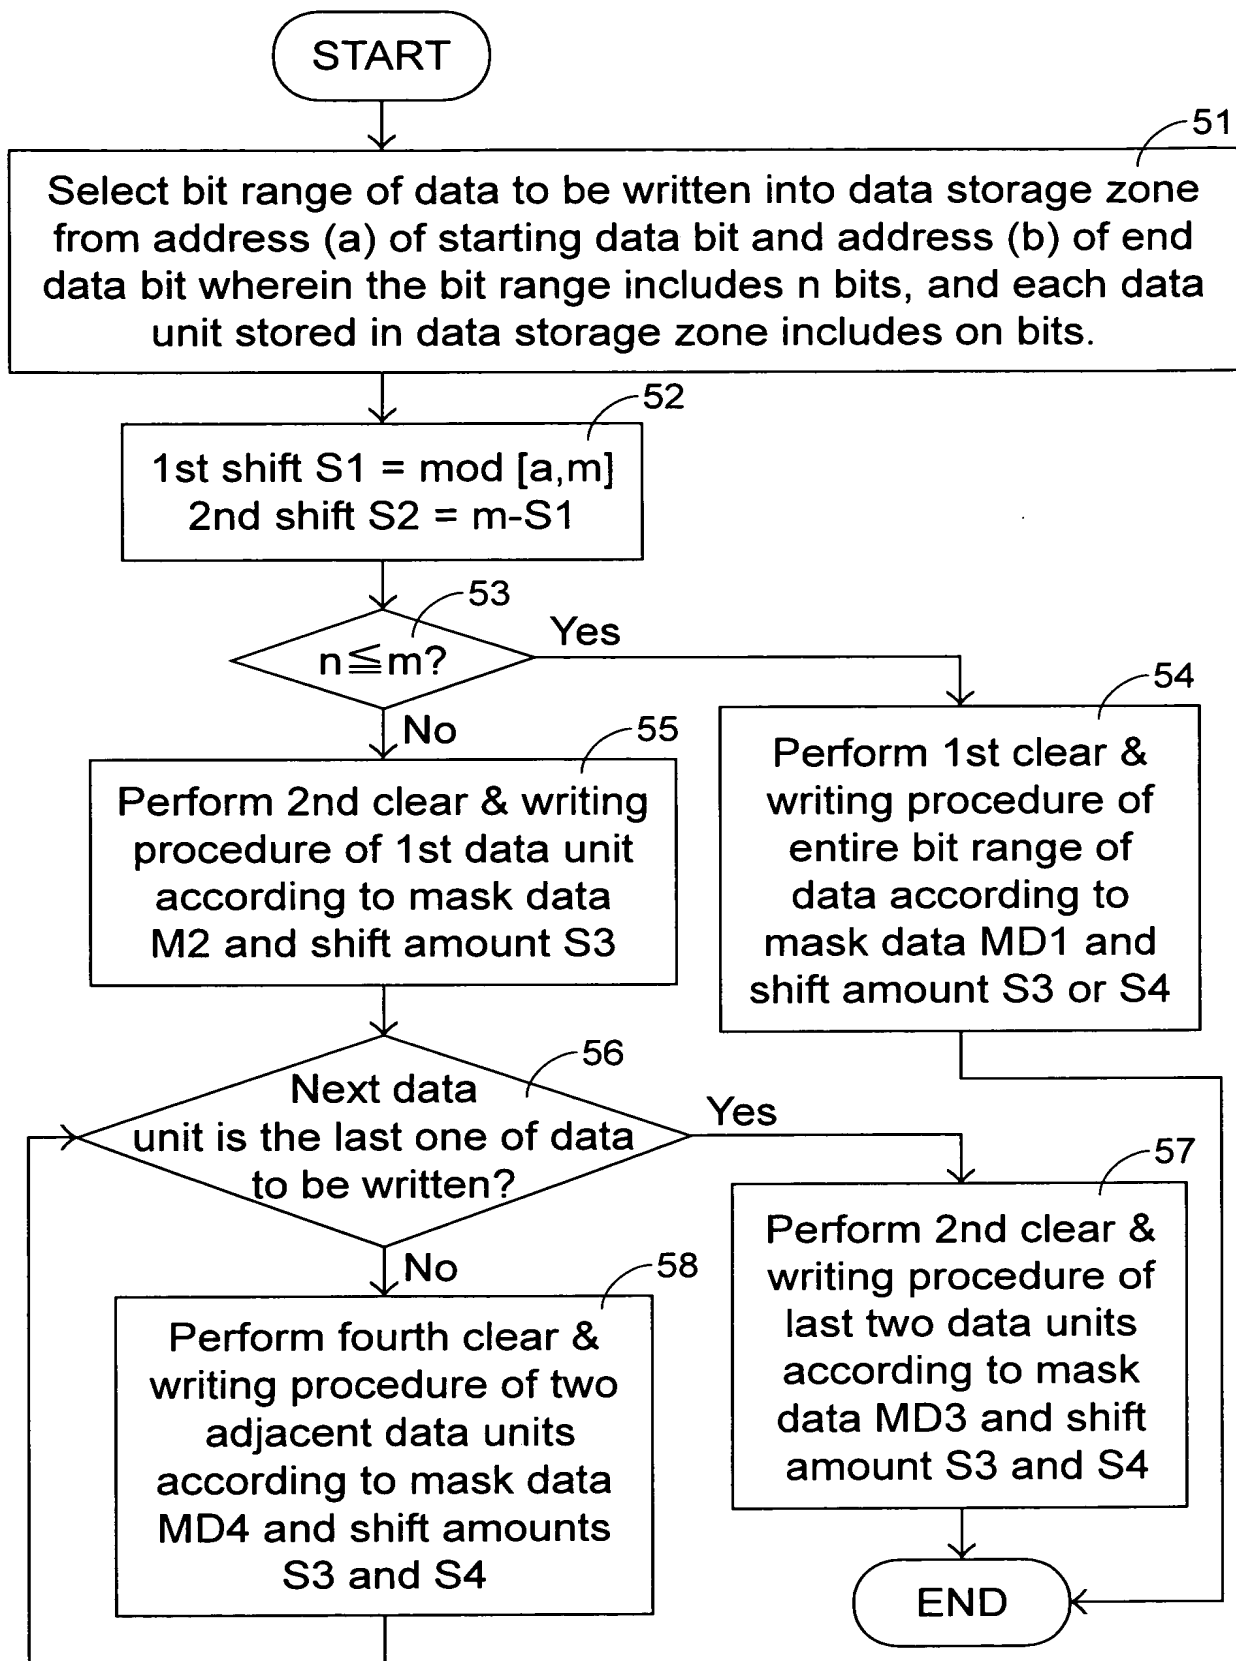 START
51
Select bit range of data to be written into data storage zone
from address (a) of starting data bit and address (b) of end
data bit wherein the bit range includes n bits, and each data
unit stored in data storage zone includes on bits.
52
1st shift S1 = mod [a,m]
2nd shift S2 = m-S1
53
n≦m?
Yes
No
54
Perform 1st clear &
writing procedure of
entire bit range of
data according to
mask data MD1 and
shift amount S3 or S4
55
Perform 2nd clear & writing
procedure of 1st data unit
according to mask data
M2 and shift amount S3
56
Next data
unit is the last one of data
to be written?
Yes
No
57
Perform 2nd clear &
writing procedure of
last two data units
according to mask
data MD3 and shift
amount S3 and S4
58
Perform fourth clear &
writing procedure of two
adjacent data units
according to mask data
MD4 and shift amounts
S3 and S4
END